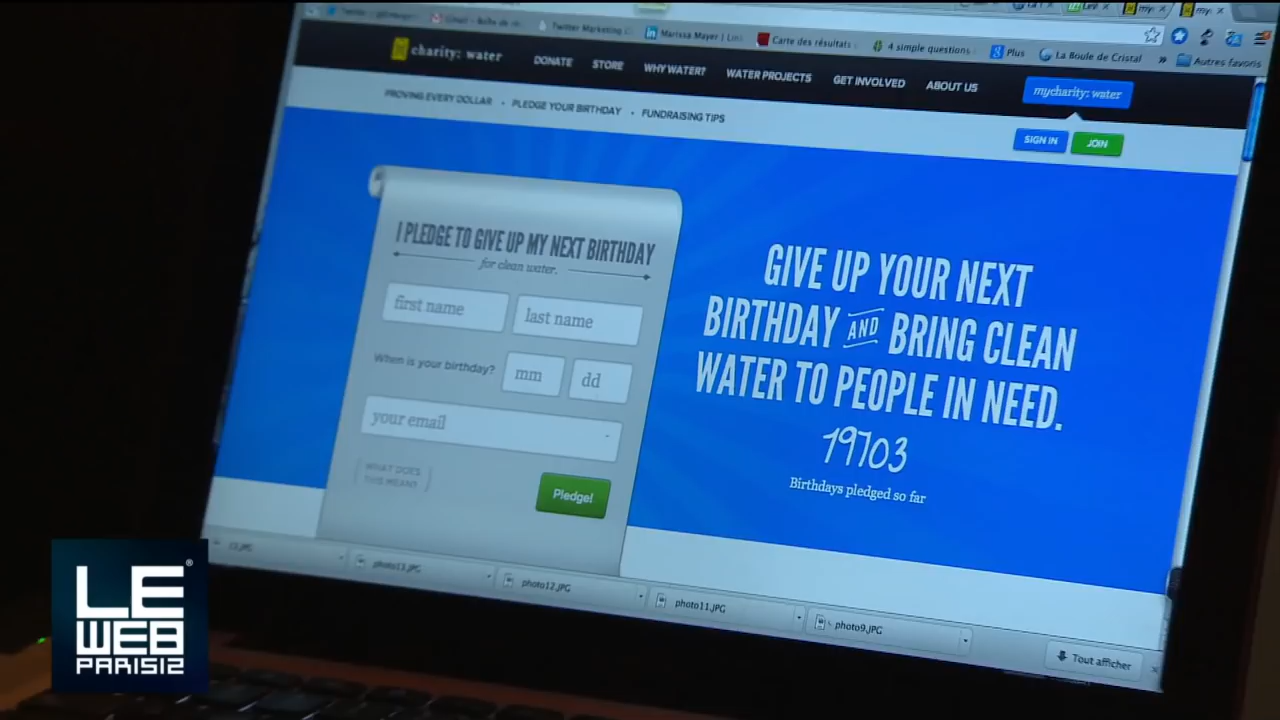 Twitter Marketing
Marissa Mayer | Lin
Carte des résultats
4 simple questions
Plus
La Boule de Cristal
»
Autres favoris
charity: water
DONATE
STORE
WHY WATER?
WATER PROJECTS
GET INVOLVED
ABOUT US
mycharity: water
PROVING EVERY DOLLAR • PLEDGE YOUR BIRTHDAY • FUNDRAISING TIPS
SIGN IN
JOIN
I PLEDGE TO GIVE UP MY NEXT BIRTHDAY
for clean water.
first name
last name
When is your birthday?
mm
dd
your email
WHAT DOES
THIS MEAN?
Pledge!
GIVE UP YOUR NEXT
BIRTHDAY AND BRING CLEAN
WATER TO PEOPLE IN NEED.
19703
Birthdays pledged so far
photo13.JPG
photo12.JPG
photo11.JPG
photo9.JPG
Tout afficher
LE
WEB
PARIS12